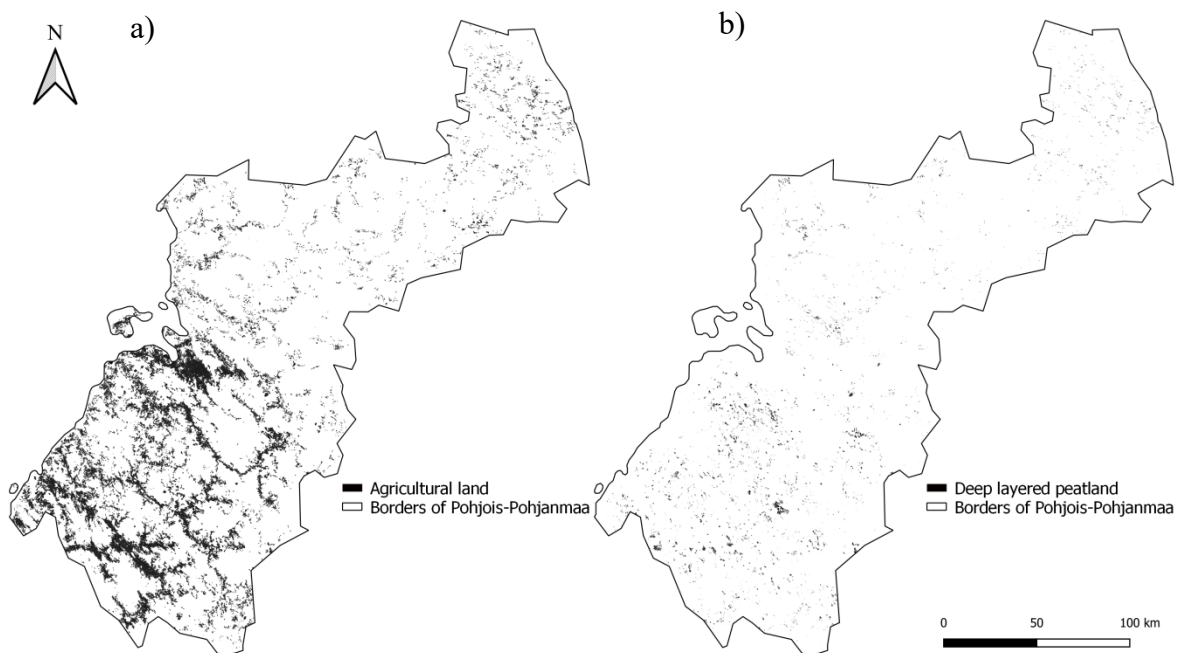 N
a)
b)
Agricultural land
Borders of Pohjois-Pohjanmaa
Deep layered peatland
Borders of Pohjois-Pohjanmaa
0 50 100 km